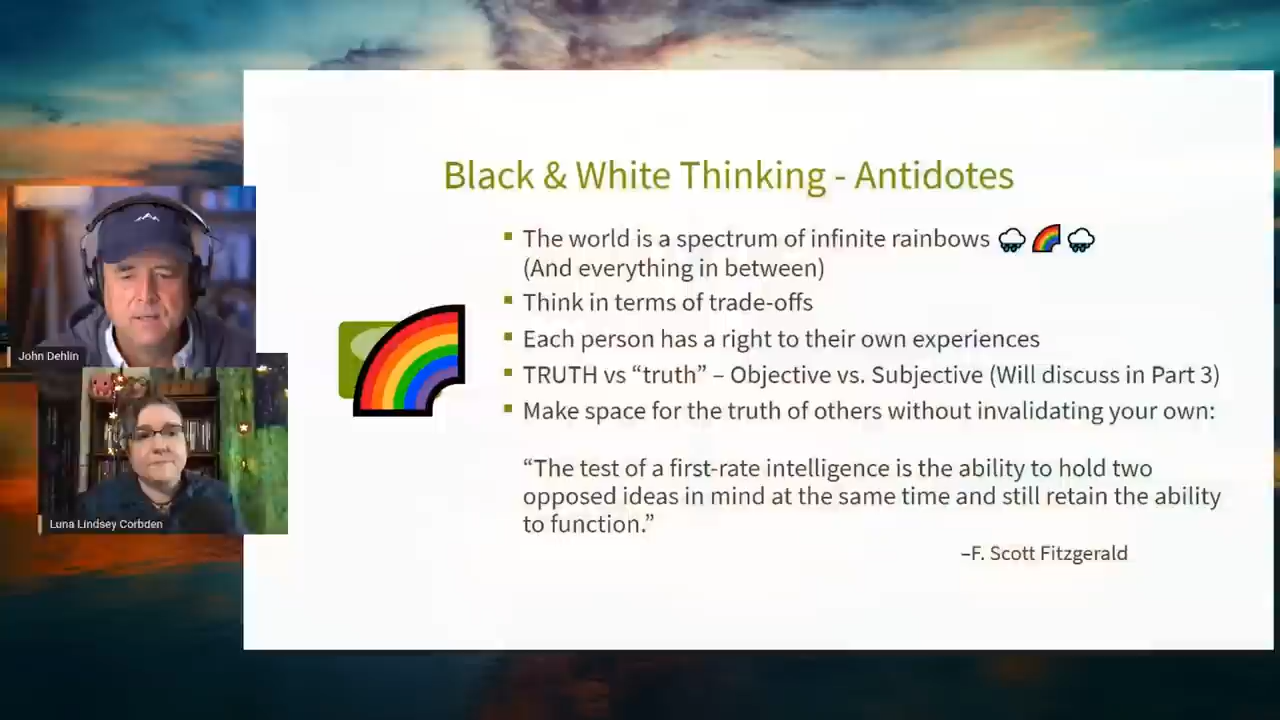 Black & White Thinking - Antidotes
The world is a spectrum of infinite rainbows
(And everything in between)
Think in terms of trade-offs
Each person has a right to their own experiences
TRUTH vs “truth” – Objective vs. Subjective (Will discuss in Part 3)
Make space for the truth of others without invalidating your own:
“The test of a first-rate intelligence is the ability to hold two
opposed ideas in mind at the same time and still retain the ability
to function.”
–F. Scott Fitzgerald
John Dehlin
Luna Lindsey Corbden